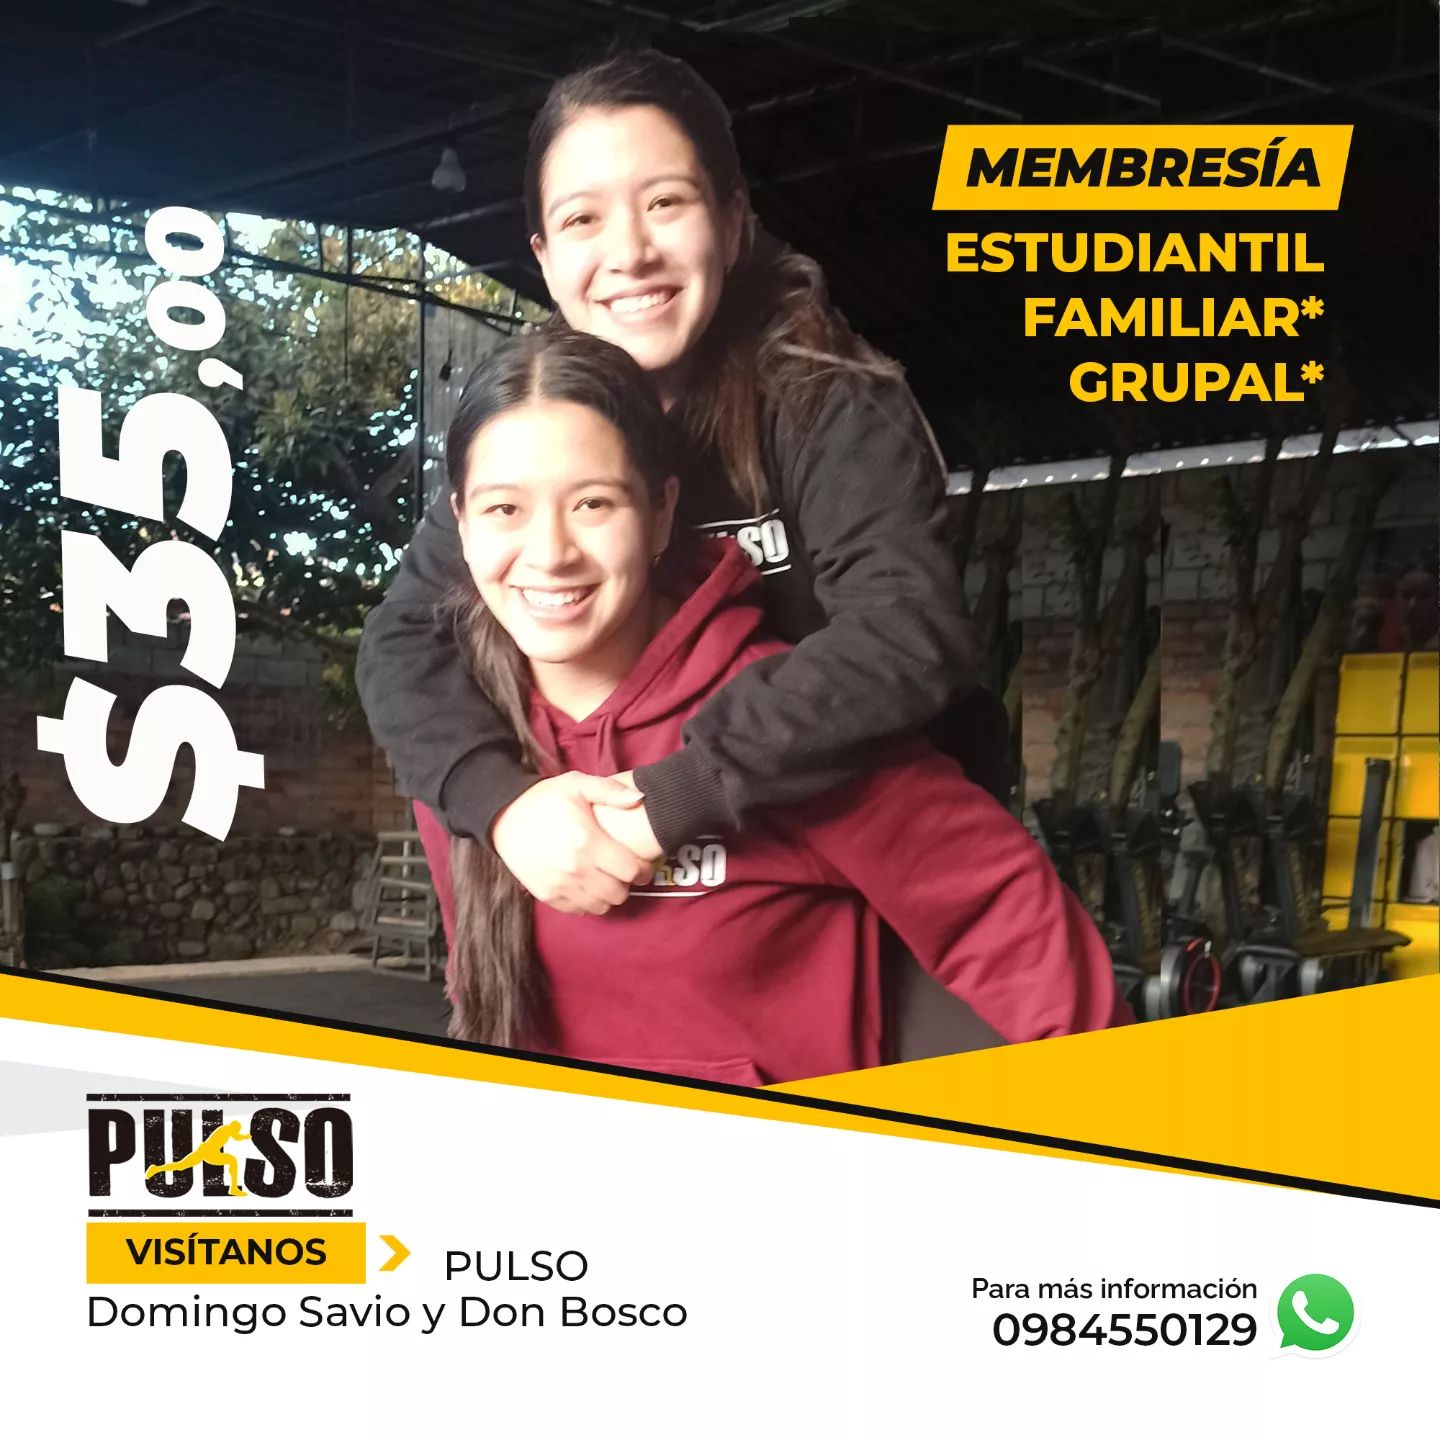 MEMBRESÍA
ESTUDIANTIL
FAMILIAR*
GRUPAL*
$35,00
PULSO
PULSO
PULSO
VISÍTANOS
PULSO
Domingo Savio y Don Bosco
Para más información
0984550129